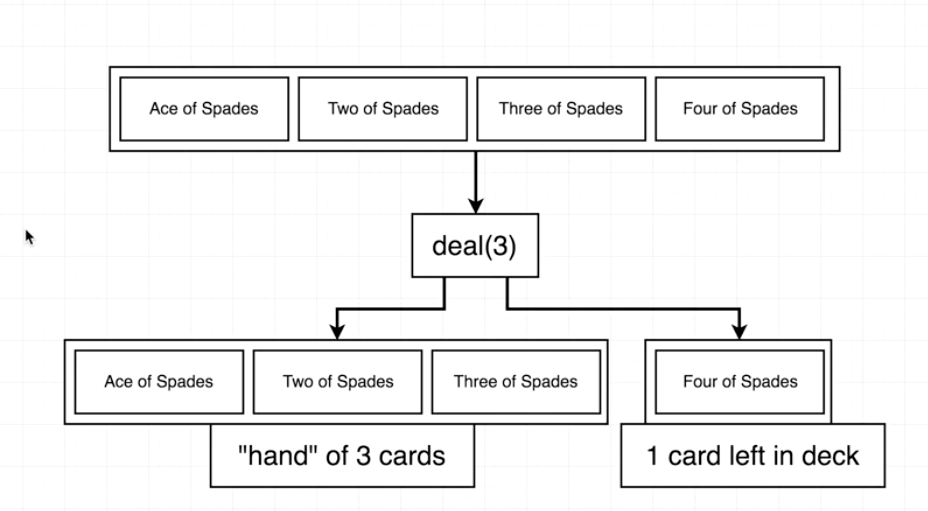 Ace of Spades
Two of Spades
Three of Spades
Four of Spades
deal(3)
Ace of Spades
Two of Spades
Three of Spades
Four of Spades
"hand" of 3 cards
1 card left in deck